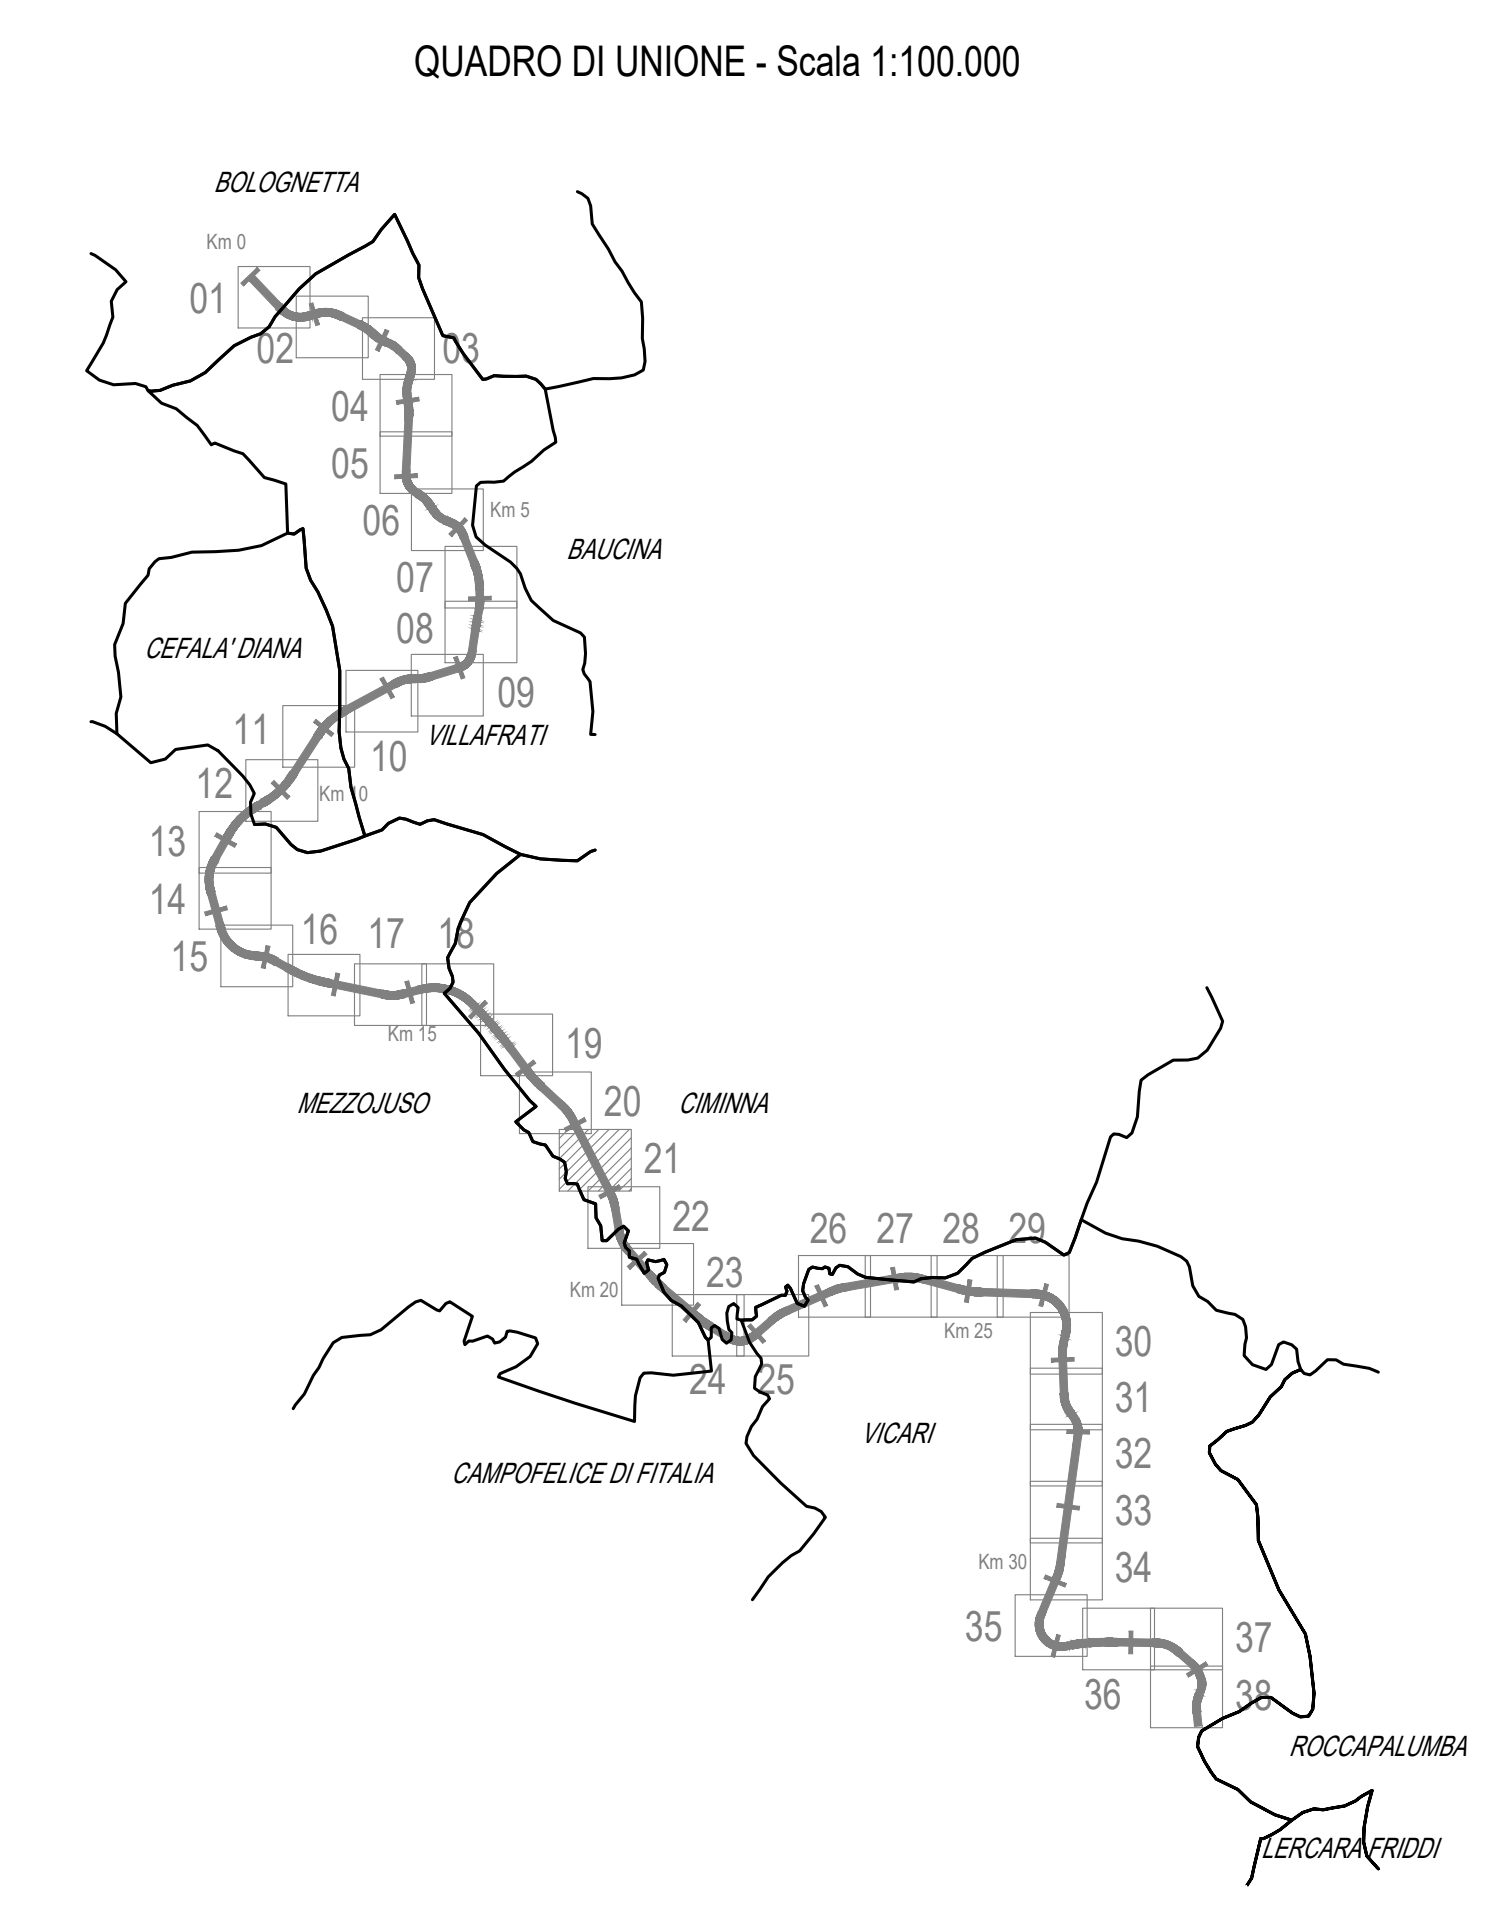 QUADRO DI UNIONE - Scala 1:100.000
BOLOGNETTA
Km 0
01
02
03
04
05
Km 5
06
BAUCINA
07
08
CEFALA' DIANA
09
11
VILLAFRATI
10
12
Km 10
13
14
16
17
18
15
Km 15
19
MEZZOJUSO
20
CIMINNA
21
22
26
27
28
29
23
Km 20
Km 25
30
24
25
31
VICARI
32
CAMPOFELICE DI FITALIA
33
Km 30
34
35
37
36
38
ROCCAPALUMBA
LERCARA FRIDDI